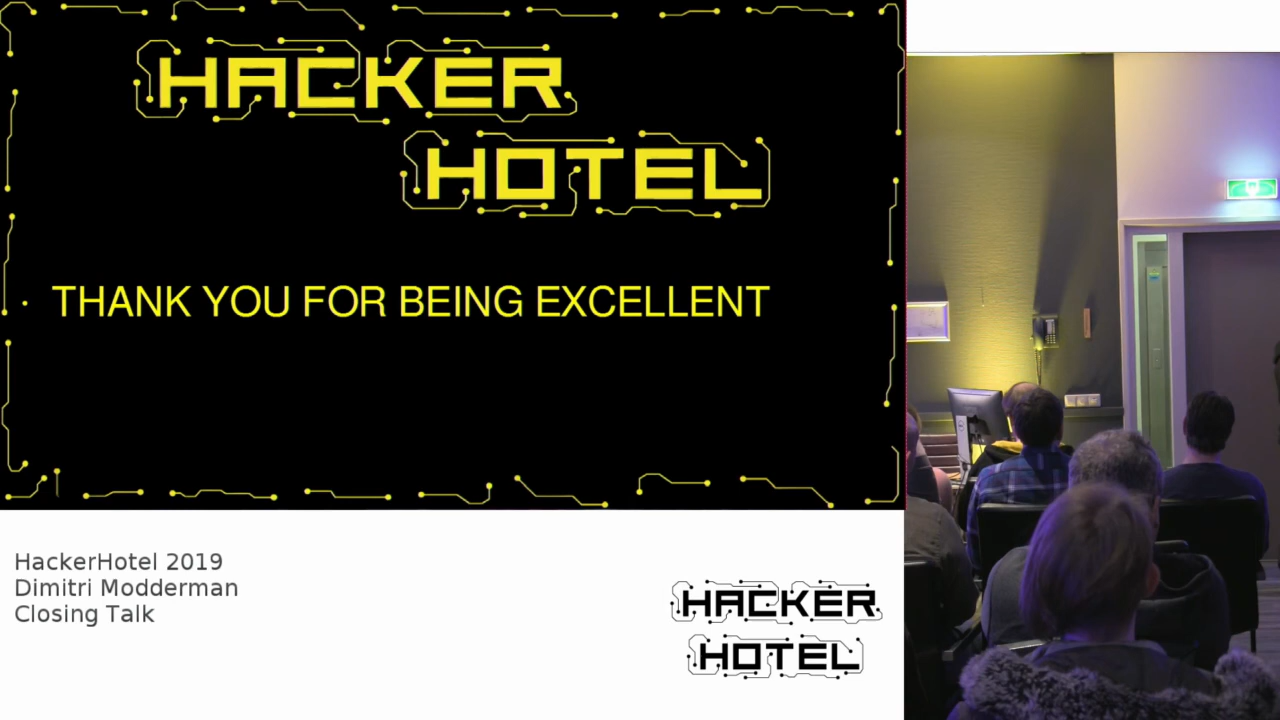 HACKER
HOTEL
· THANK YOU FOR BEING EXCELLENT
HackerHotel 2019
Dimitri Modderman
Closing Talk
HACKER
HOTEL